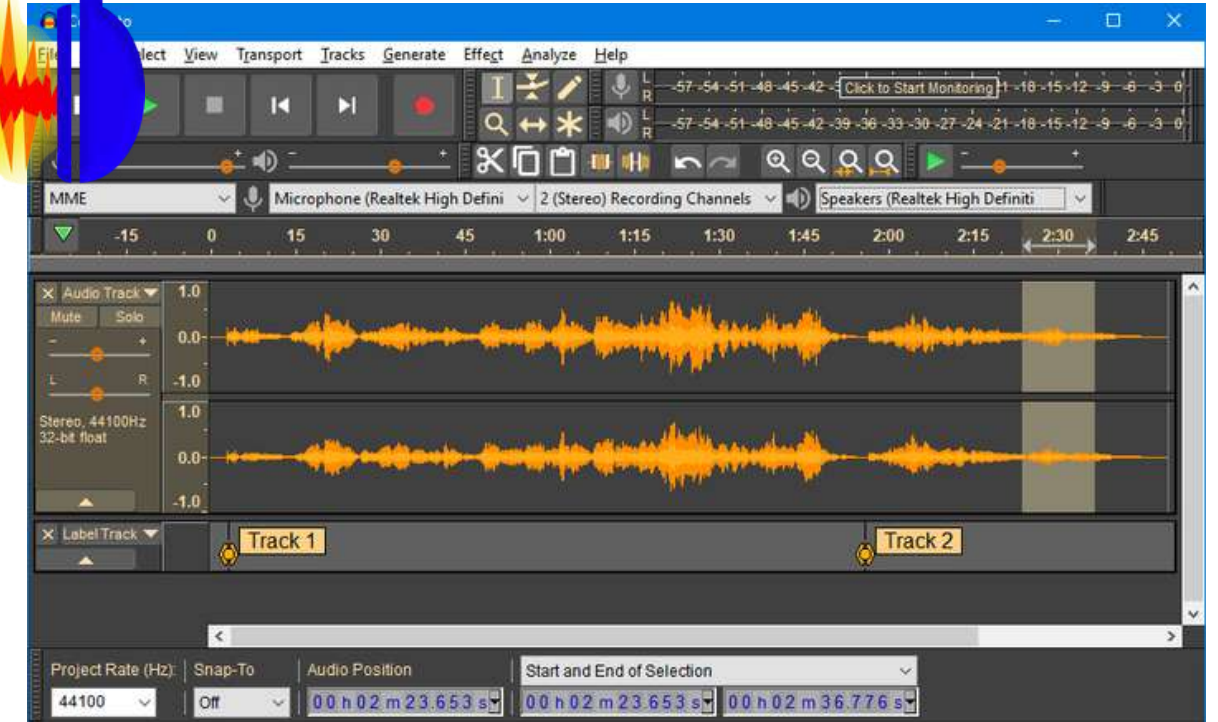 View Transport Tracks Generate Effect Analyze Help
L
R
-57 -54 -51 -48 -45 -42 Click to Start Monitoring -18 -15 -12 -9 -6 -3 0
L
R
-57 -54 -51 -48 -45 -42 -39 -36 -33 -30 -27 -24 -21 -18 -15 -12 -9 -6 -3 0
MME Microphone (Realtek High Defini 2 (Stereo) Recording Channels Speakers (Realtek High Definiti
-15 0 15 30 45 1:00 1:15 1:30 1:45 2:00 2:15 2:30 2:45
X Audio Track 1.0
Mute Solo
- + 0.0
L R -1.0
Stereo, 44100Hz 1.0
32-bit float
0.0
-1.0
X Label Track
Track 1 Track 2
Project Rate (Hz): Snap-To Audio Position Start and End of Selection
44100 Off 00 h 02 m 23.653 s 00 h 02 m 23.653 s 00 h 02 m 36.776 s